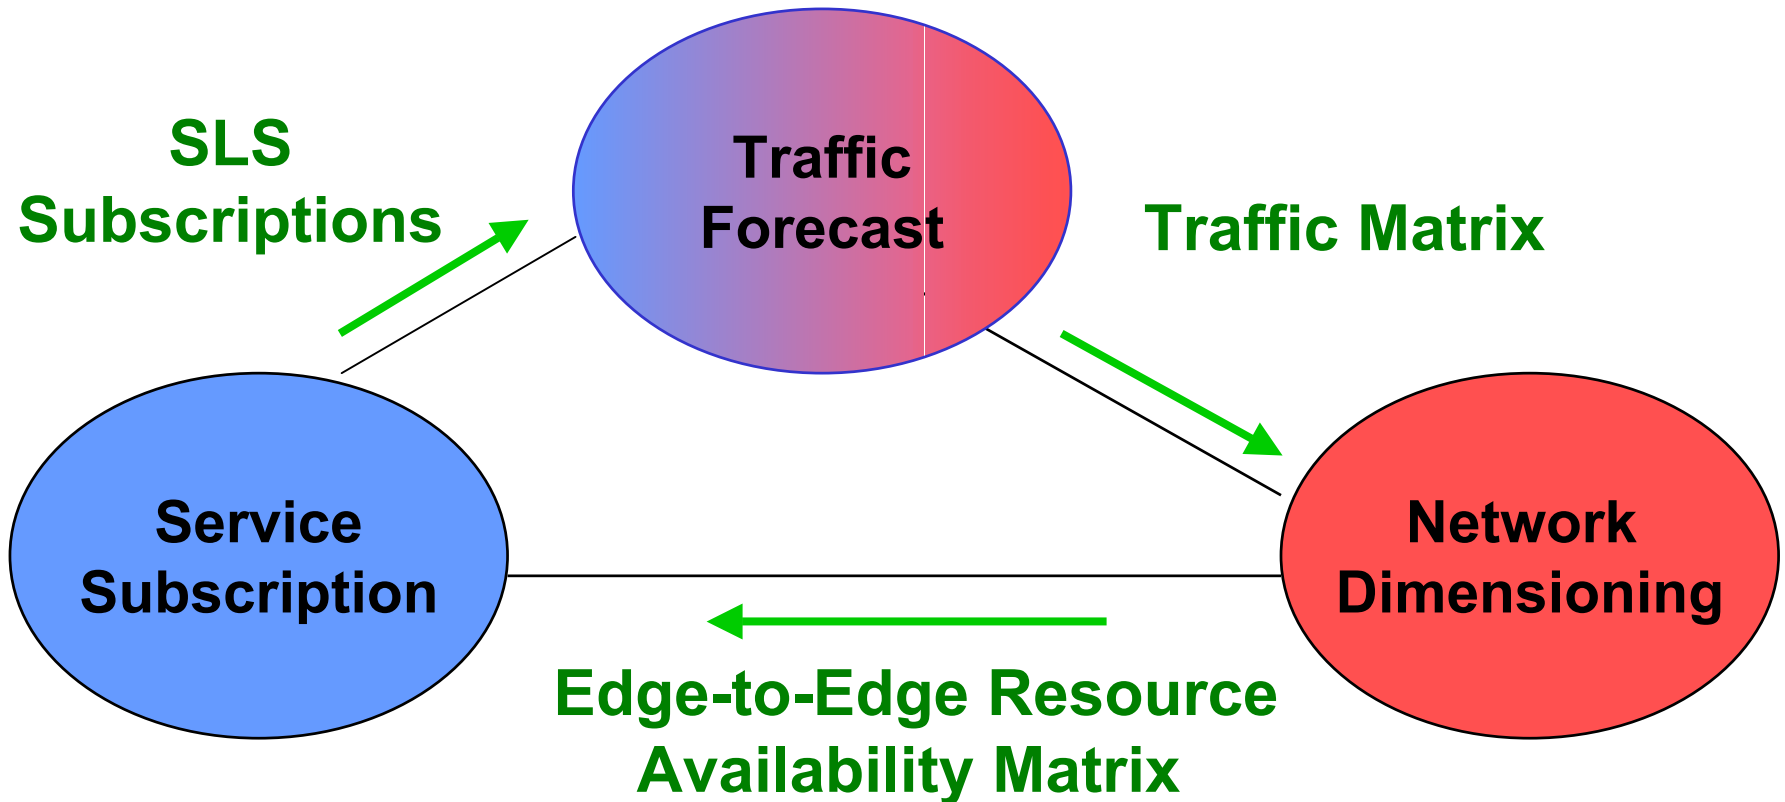 SLS
Subscriptions
Traffic
Forecast
Traffic Matrix
Service
Subscription
Network
Dimensioning
Edge-to-Edge Resource
Availability Matrix